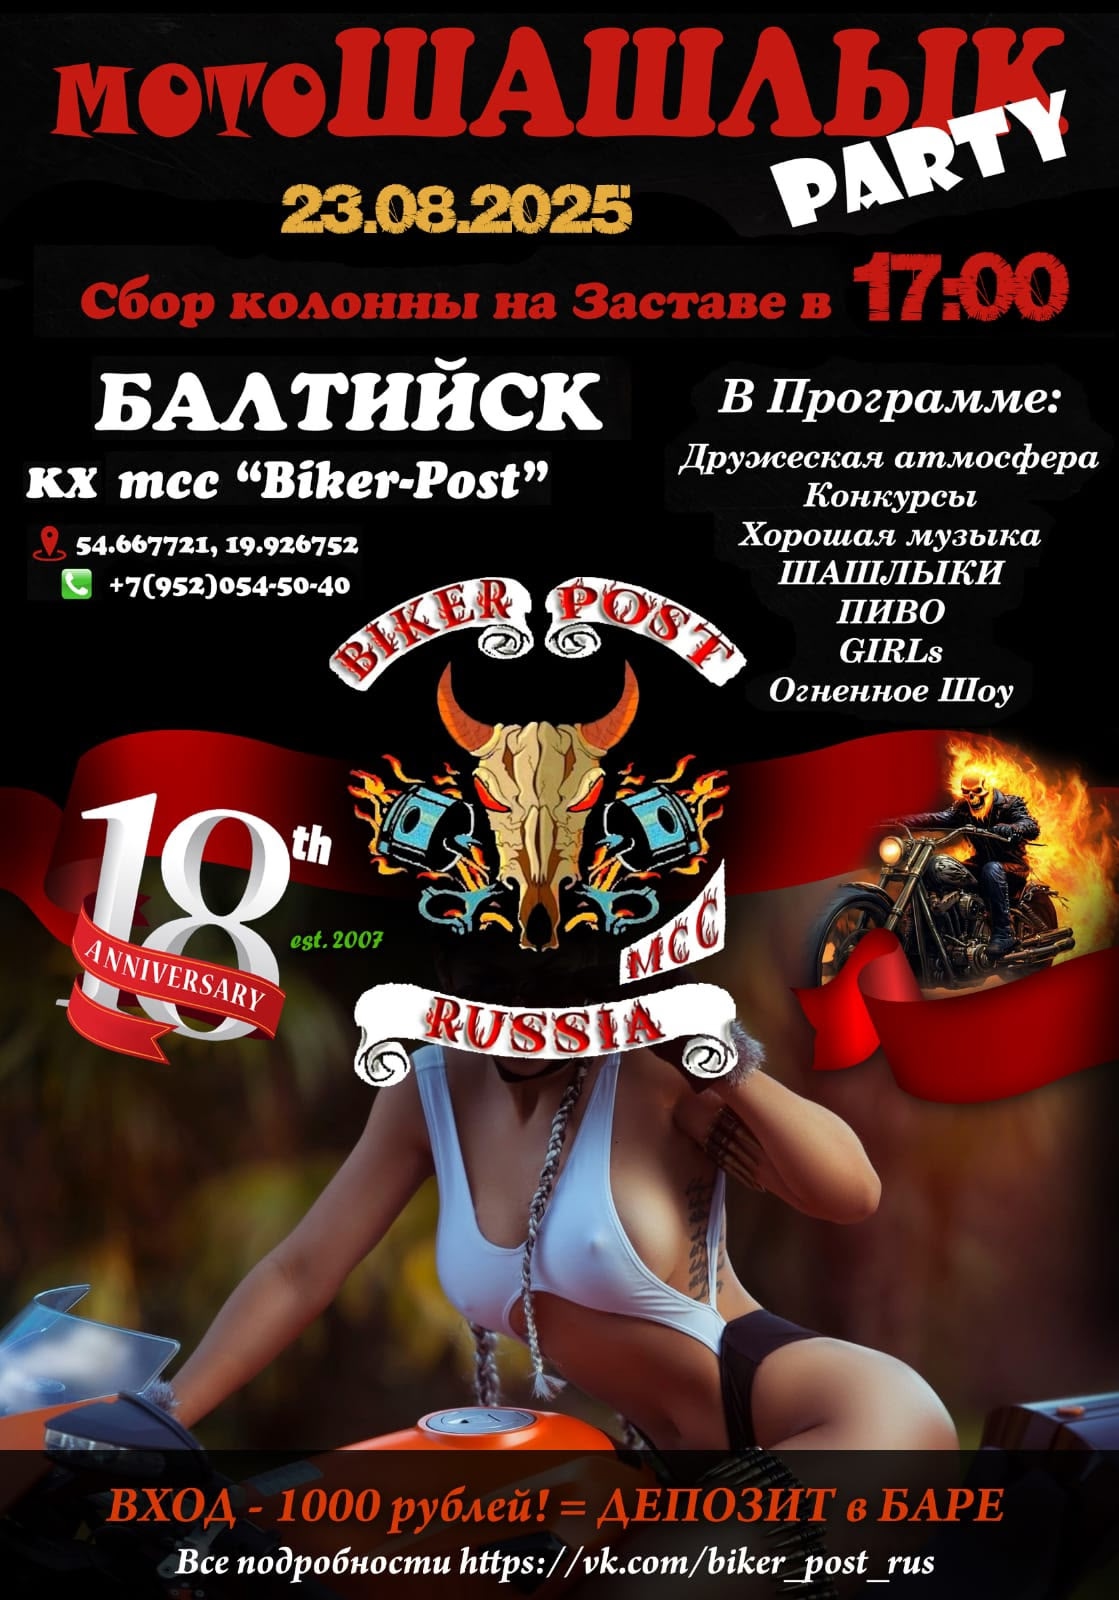 мотоШАШЛЫК
PARTY
23.08.2025
Сбор колонны на Заставе в 17:00
БАЛТИЙСК
кх mcc “Biker-Post”
54.667721, 19.926752
+7(952)054-50-40
В Программе:
Дружеская атмосфера
Конкурсы
Хорошая музыка
ШАШЛЫКИ
ПИВО
GIRLs
Огненное Шоу
BIKER POST
18th
ANNIVERSARY
est. 2007
MCC
RUSSIA
ВХОД - 1000 рублей! = ДЕПОЗИТ в БАРЕ
Все подробности https://vk.com/biker_post_rus